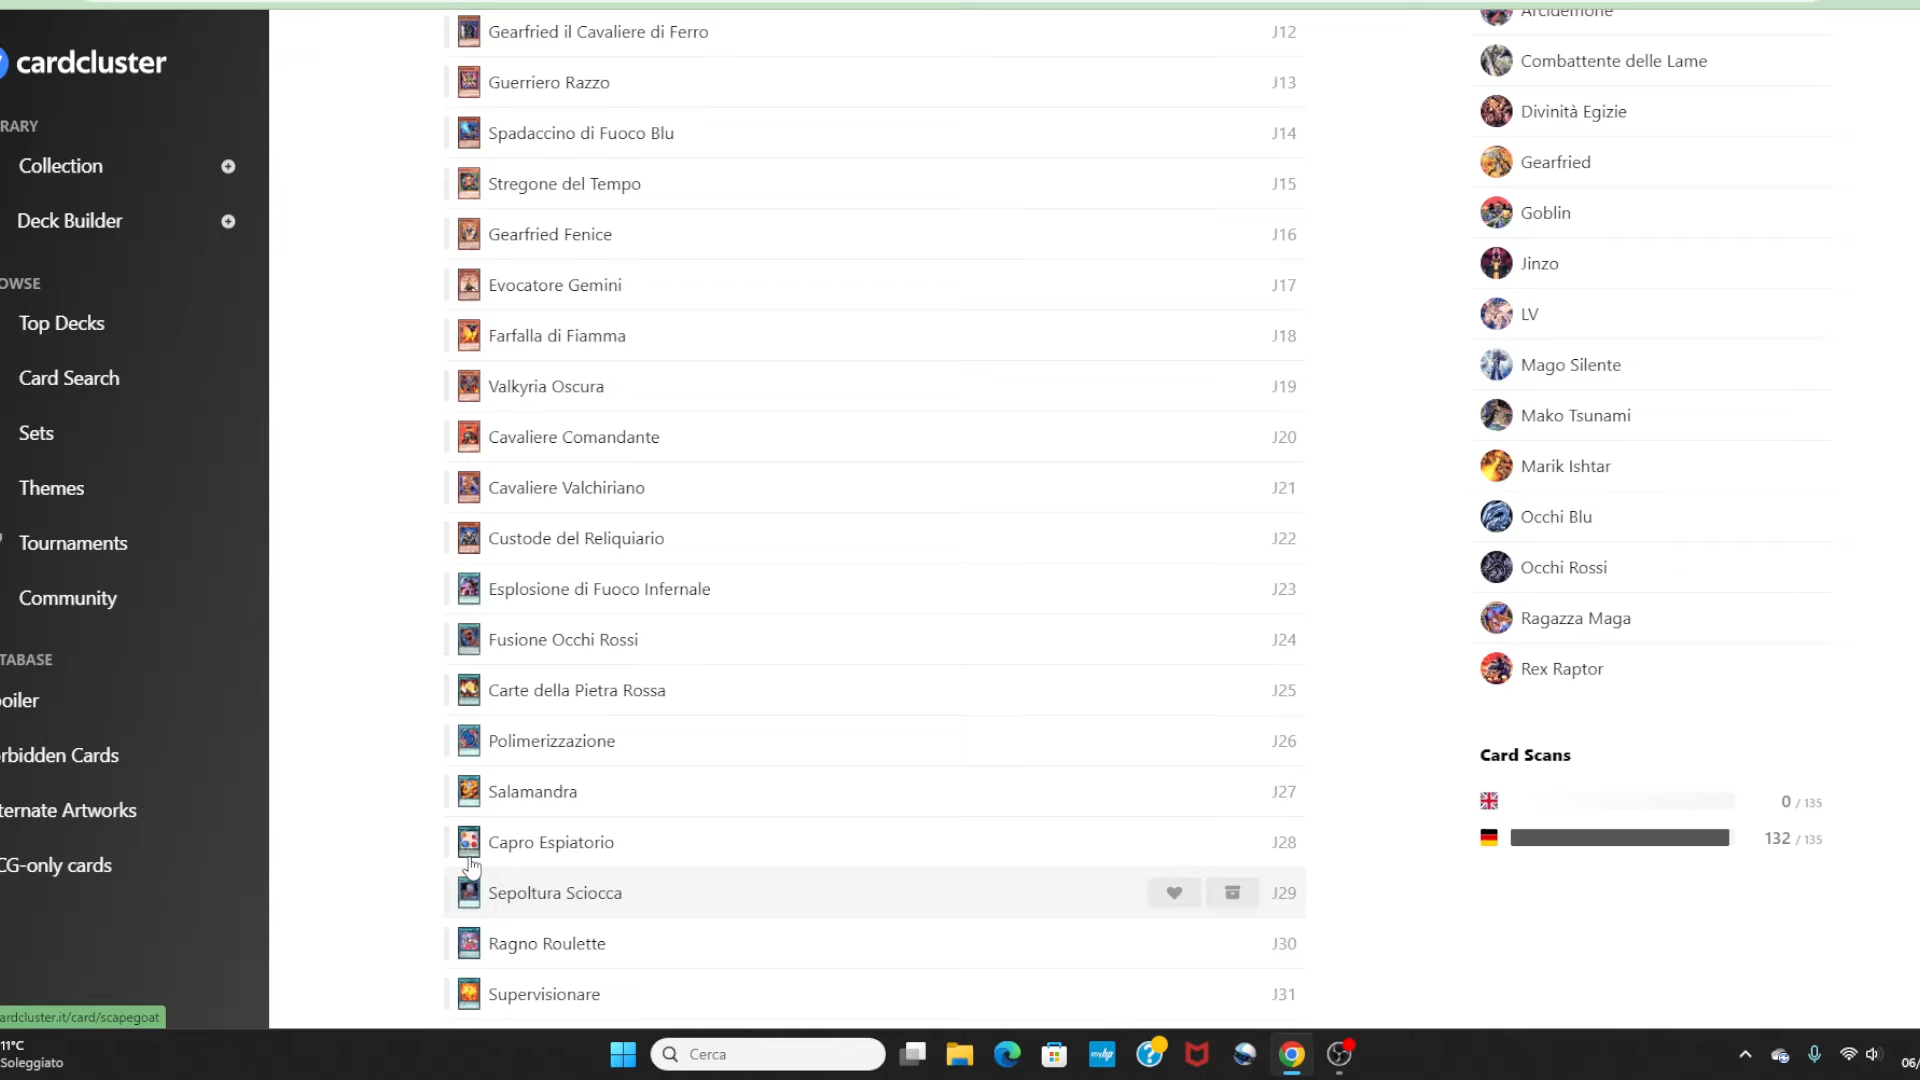 cardcluster
RARY
Collection
Deck Builder
OWSE
Top Decks
Card Search
Sets
Themes
Tournaments
Community
TABASE
oiler
rbidden Cards
ternate Artworks
CG-only cards
ardcluster.it/card/scapegoat
Gearfried il Cavaliere di Ferro J12
Guerriero Razzo J13
Spadaccino di Fuoco Blu J14
Stregone del Tempo J15
Gearfried Fenice J16
Evocatore Gemini J17
Farfalla di Fiamma J18
Valkyria Oscura J19
Cavaliere Comandante J20
Cavaliere Valchiriano J21
Custode del Reliquiario J22
Esplosione di Fuoco Infernale J23
Fusione Occhi Rossi J24
Carte della Pietra Rossa J25
Polimerizzazione J26
Salamandra J27
Capro Espiatorio J28
Sepoltura Sciocca J29
Ragno Roulette J30
Supervisionare J31
Arcidemone
Combattente delle Lame
Divinità Egizie
Gearfried
Goblin
Jinzo
LV
Mago Silente
Mako Tsunami
Marik Ishtar
Occhi Blu
Occhi Rossi
Ragazza Maga
Rex Raptor
Card Scans
0 / 135
132 / 135
11°C
Soleggiato
Cerca
myhp
06/